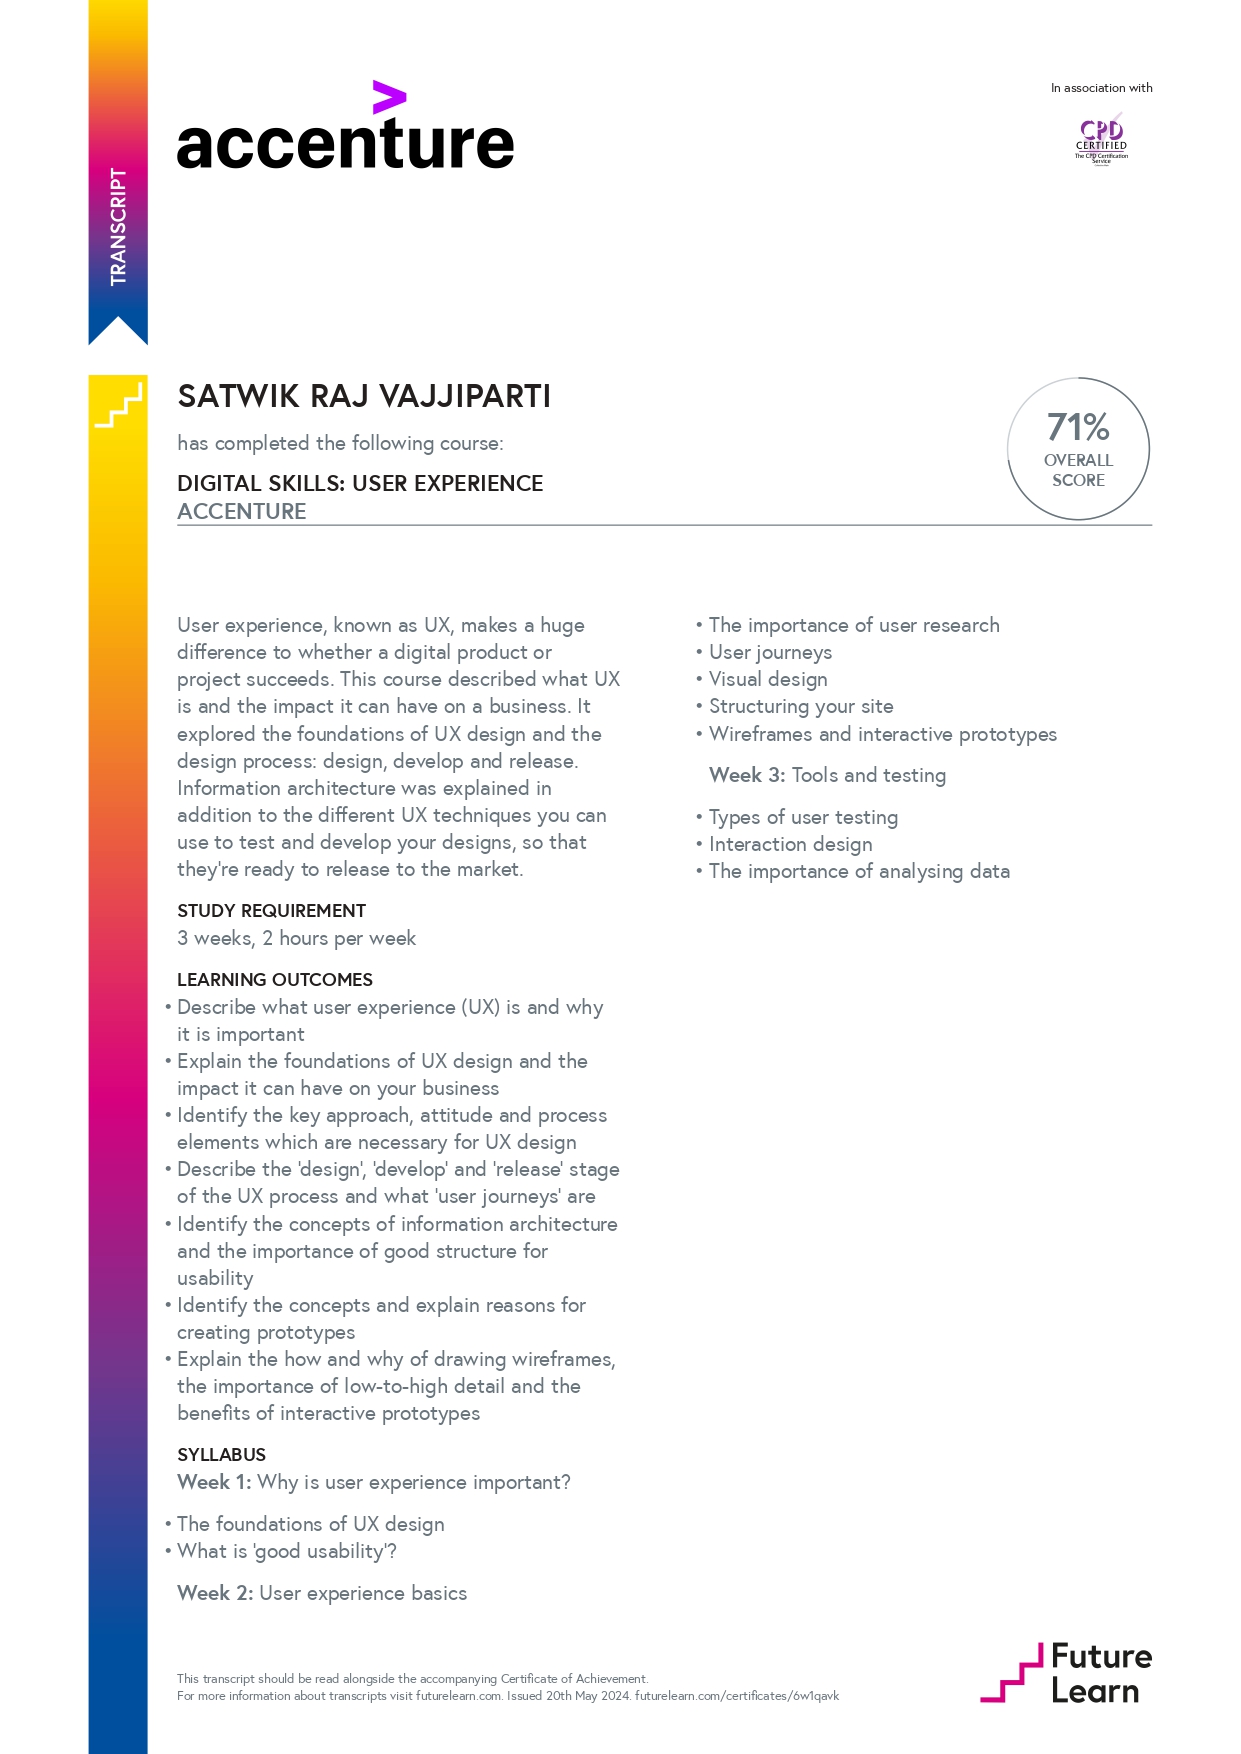 TRANSCRIPT
accenture
In association with
CPD
CERTIFIED
The CPD Certification
Service
SATWIK RAJ VAJJIPARTI
has completed the following course:
DIGITAL SKILLS: USER EXPERIENCE
ACCENTURE
71%
OVERALL
SCORE
User experience, known as UX, makes a huge
difference to whether a digital product or
project succeeds. This course described what UX
is and the impact it can have on a business. It
explored the foundations of UX design and the
design process: design, develop and release.
Information architecture was explained in
addition to the different UX techniques you can
use to test and develop your designs, so that
they're ready to release to the market.
STUDY REQUIREMENT
3 weeks, 2 hours per week
LEARNING OUTCOMES
• Describe what user experience (UX) is and why
it is important
• Explain the foundations of UX design and the
impact it can have on your business
• Identify the key approach, attitude and process
elements which are necessary for UX design
• Describe the 'design', 'develop' and 'release' stage
of the UX process and what 'user journeys' are
• Identify the concepts of information architecture
and the importance of good structure for
usability
• Identify the concepts and explain reasons for
creating prototypes
• Explain the how and why of drawing wireframes,
the importance of low-to-high detail and the
benefits of interactive prototypes
SYLLABUS
Week 1: Why is user experience important?
• The foundations of UX design
• What is 'good usability'?
Week 2: User experience basics
• The importance of user research
• User journeys
• Visual design
• Structuring your site
• Wireframes and interactive prototypes
Week 3: Tools and testing
• Types of user testing
• Interaction design
• The importance of analysing data
This transcript should be read alongside the accompanying Certificate of Achievement.
For more information about transcripts visit futurelearn.com. Issued 20th May 2024. futurelearn.com/certificates/6w1qavk
Future
Learn